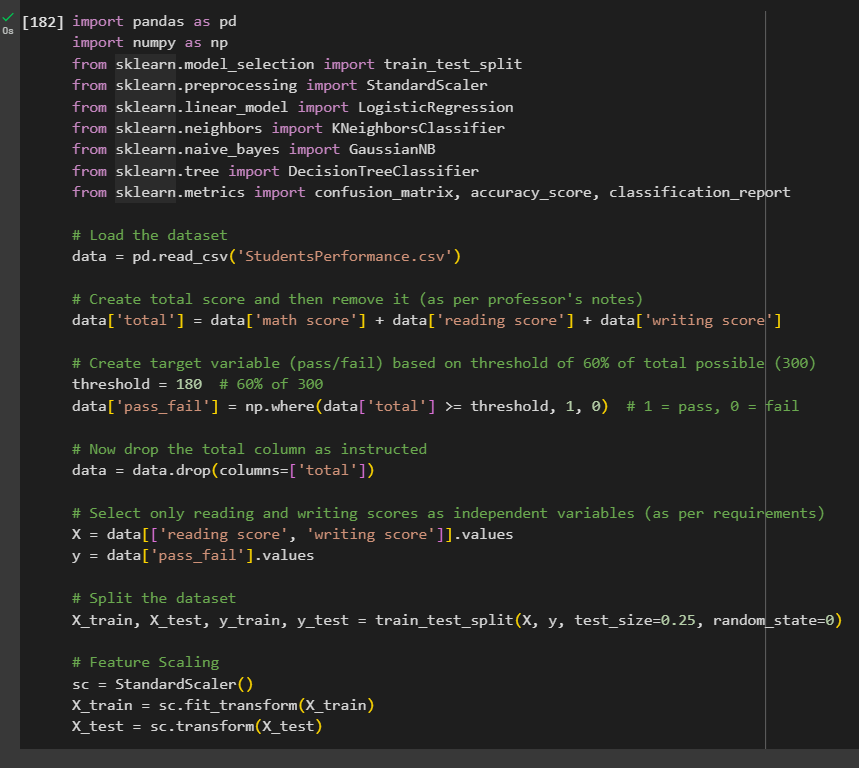 [182] import pandas as pd
import numpy as np
from sklearn.model_selection import train_test_split
from sklearn.preprocessing import StandardScaler
from sklearn.linear_model import LogisticRegression
from sklearn.neighbors import KNeighborsClassifier
from sklearn.naive_bayes import GaussianNB
from sklearn.tree import DecisionTreeClassifier
from sklearn.metrics import confusion_matrix, accuracy_score, classification_report
0s
# Load the dataset
data = pd.read_csv('StudentsPerformance.csv')
# Create total score and then remove it (as per professor's notes)
data['total'] = data['math score'] + data['reading score'] + data['writing score']
# Create target variable (pass/fail) based on threshold of 60% of total possible (300)
threshold = 180  # 60% of 300
data['pass_fail'] = np.where(data['total'] >= threshold, 1, 0)  # 1 = pass, 0 = fail
# Now drop the total column as instructed
data = data.drop(columns=['total'])
# Select only reading and writing scores as independent variables (as per requirements)
X = data[['reading score', 'writing score']].values
y = data['pass_fail'].values
# Split the dataset
X_train, X_test, y_train, y_test = train_test_split(X, y, test_size=0.25, random_state=0)
# Feature Scaling
sc = StandardScaler()
X_train = sc.fit_transform(X_train)
X_test = sc.transform(X_test)